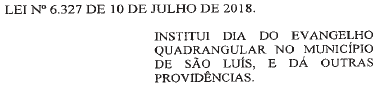 LEI Nº 6.327 DE 10 DE JULHO DE 2018.
INSTITUI DIA DO EVANGELHO
QUADRANGULAR NO MUNICÍPIO
DE SÃO LUÍS, E DÁ OUTRAS
PROVIDÊNCIAS.